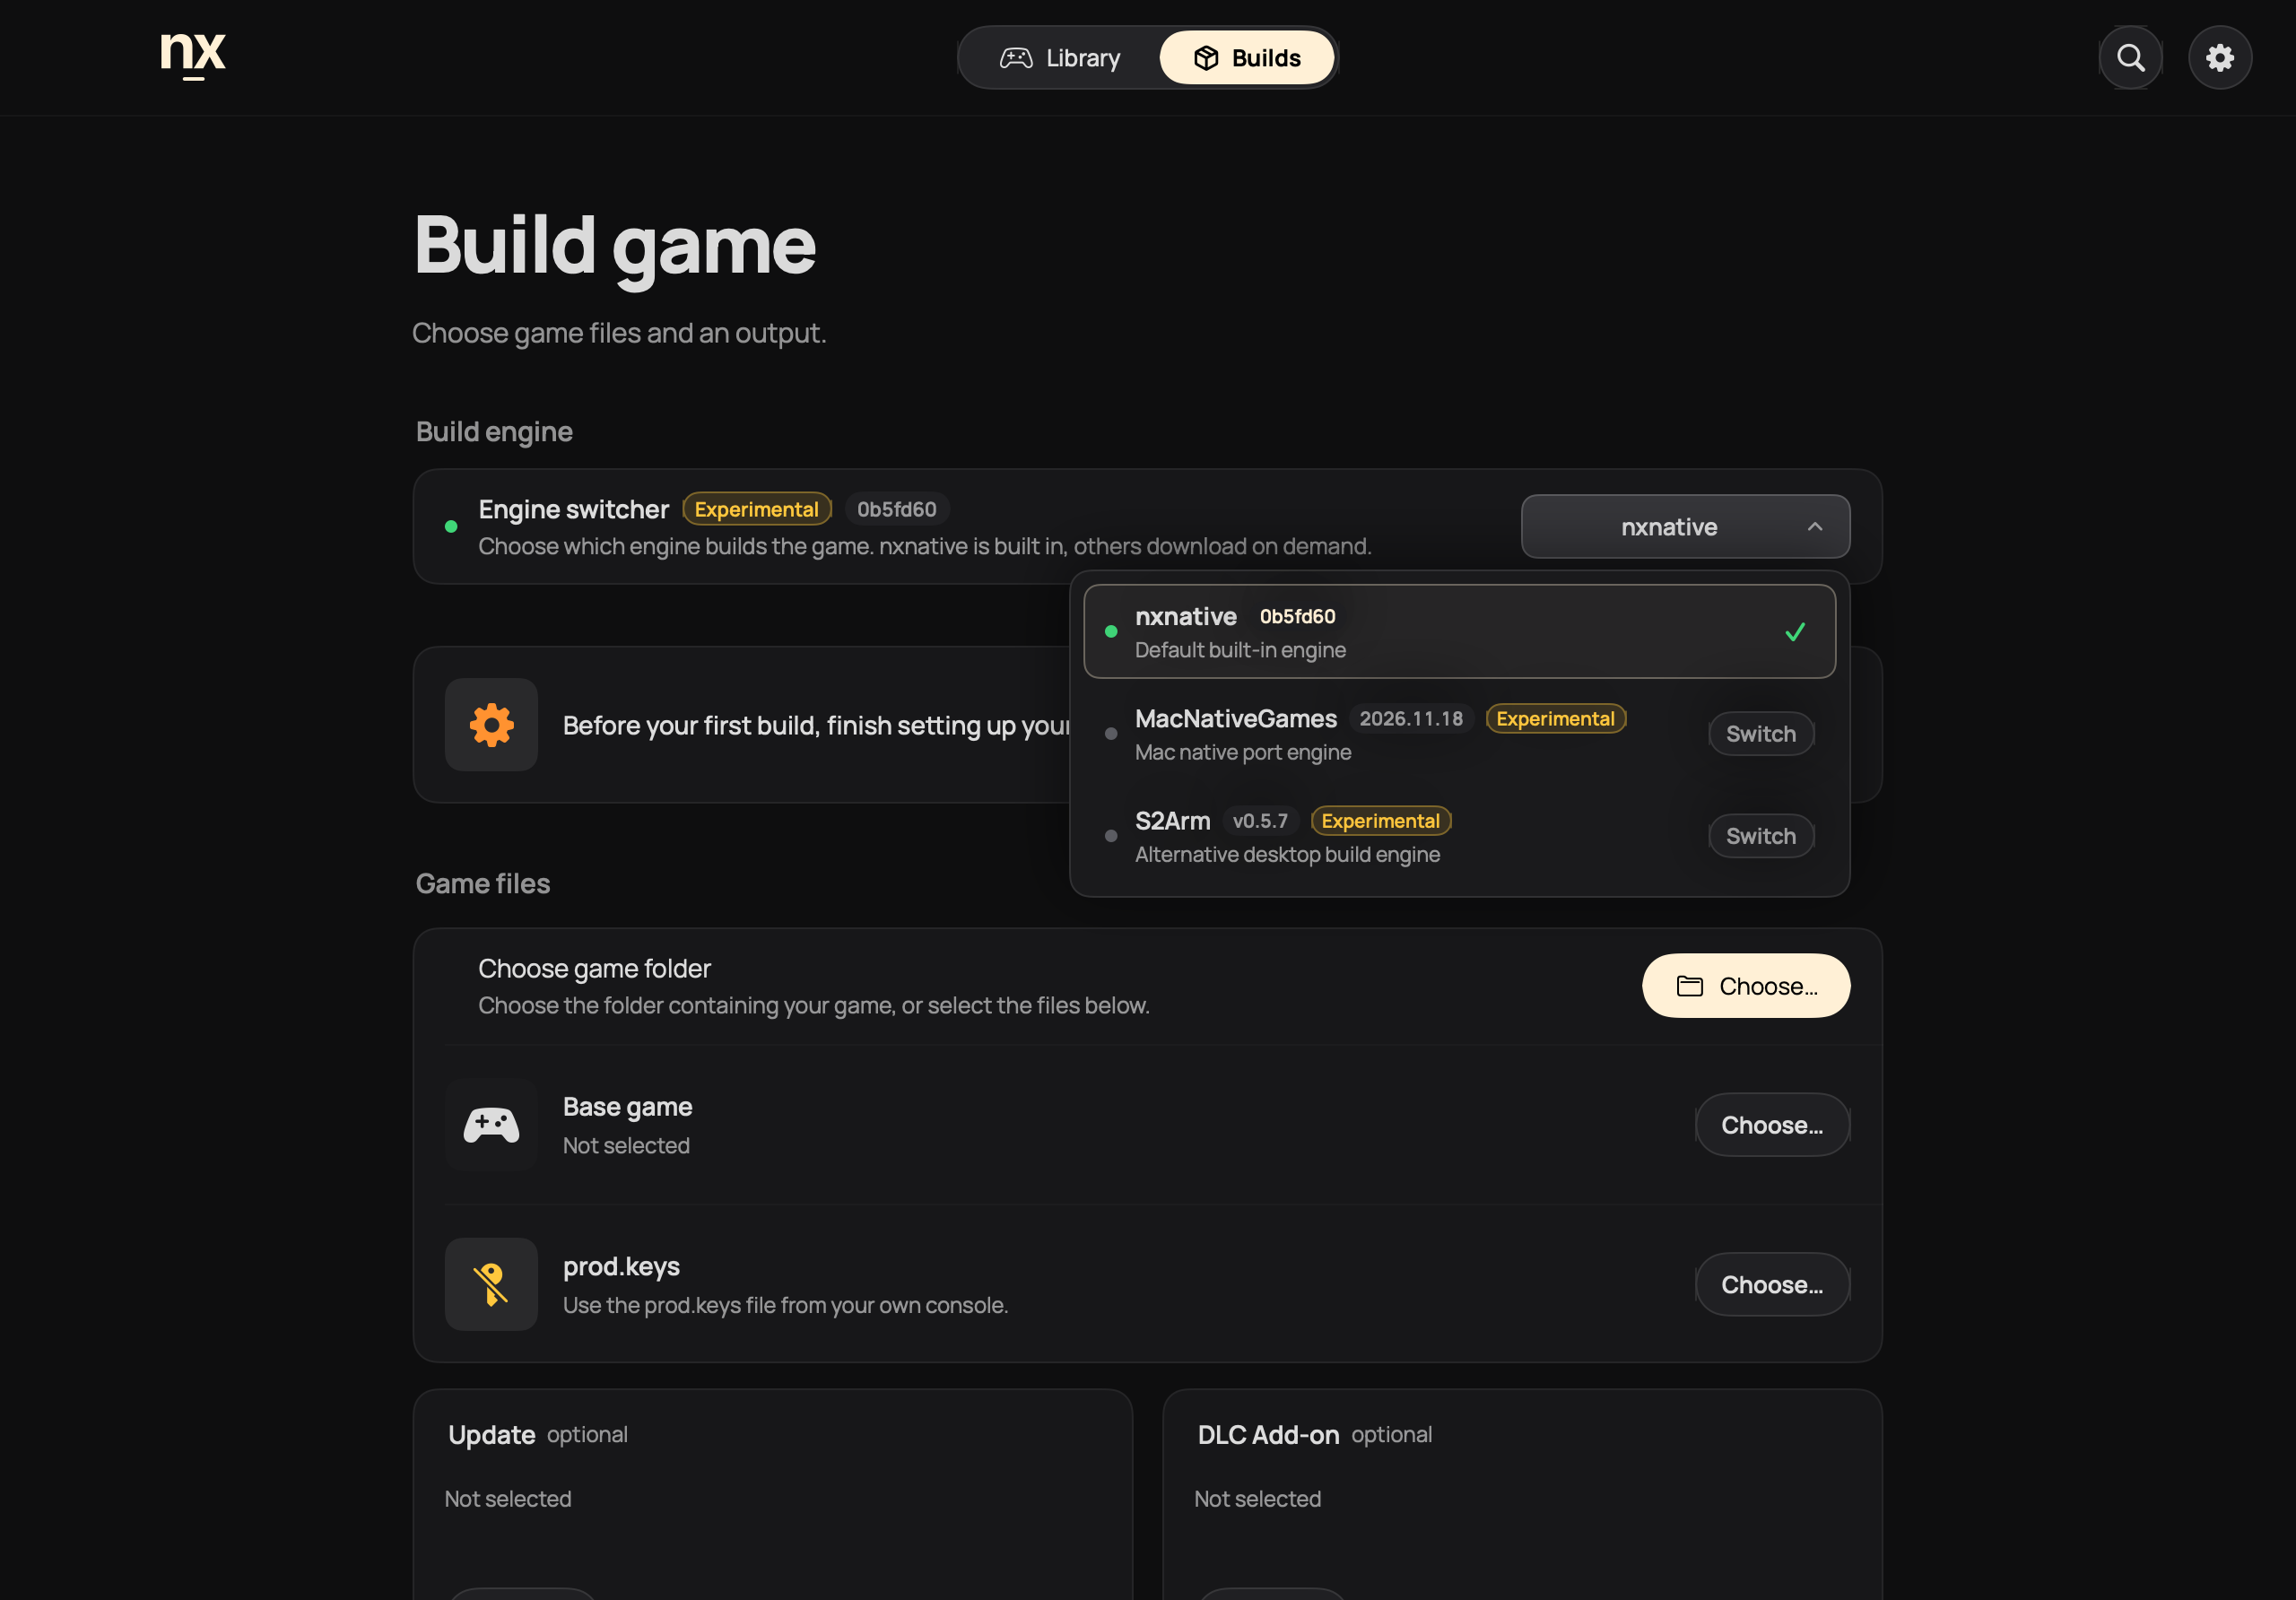 nx
Library
Builds
Build game
Choose game files and an output.
Build engine
Engine switcher Experimental 0b5fd60
Choose which engine builds the game. nxnative is built in, others download on demand.
nxnative
nxnative 0b5fd60
Default built-in engine
MacNativeGames 2026.11.18 Experimental
Mac native port engine
Switch
S2Arm v0.5.7 Experimental
Alternative desktop build engine
Switch
Before your first build, finish setting up your
Game files
Choose game folder
Choose the folder containing your game, or select the files below.
Choose...
Base game
Not selected
Choose...
prod.keys
Use the prod.keys file from your own console.
Choose...
Update optional
Not selected
DLC Add-on optional
Not selected